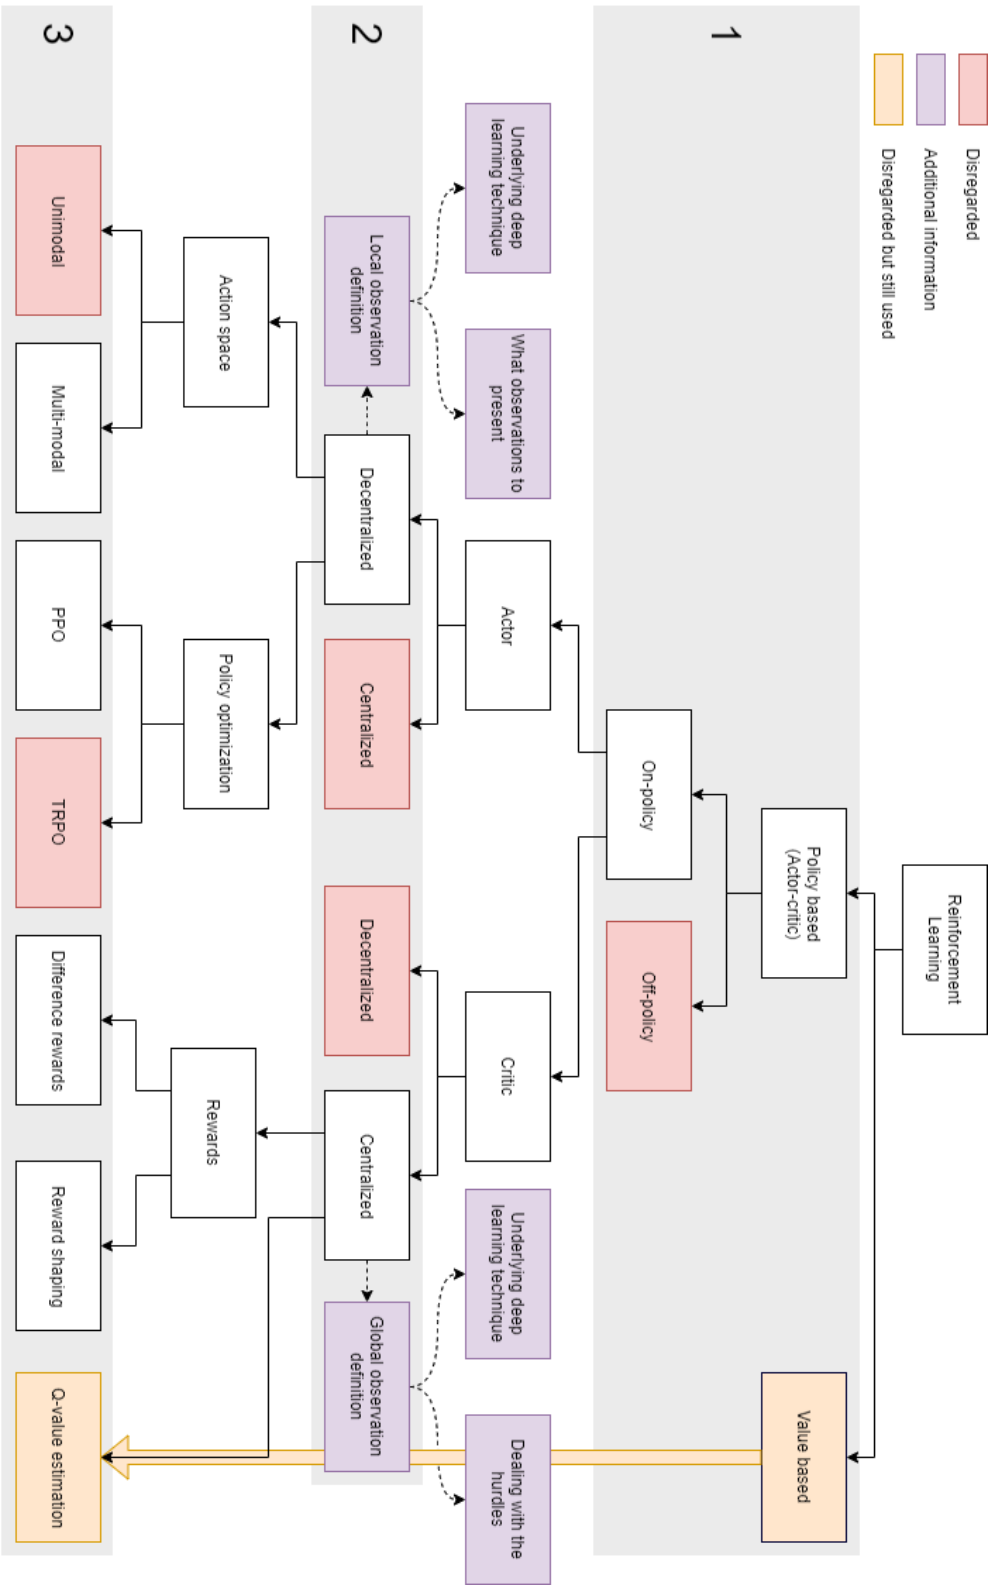 Disregarded
Additional information
Disregarded but still used
Reinforcement
Learning
1
Policy based
(Actor-critic)
Value based
On-policy
Off-policy
Underlying deep
learning technique
What observations to
present
Actor
Critic
Underlying deep
learning technique
Dealing with the
hurdles
2
Local observation
definition
Decentralized
Centralized
Decentralized
Centralized
Global observation
definition
Action space
Policy optimization
Rewards
3
Unimodal
Multi-modal
PPO
TRPO
Difference rewards
Reward shaping
Q-value estimation